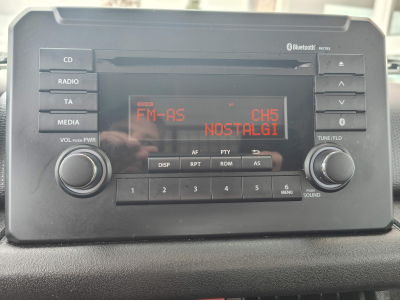 Bluetooth
CD
RADIO
TA
MEDIA
FM-AS CH5
NOSTALGI
VOL PUSH PWR
TUNE/FLD
AF PTY
DISP RPT RDM AS
1 2 3 4 5 6
MENU
SOUND